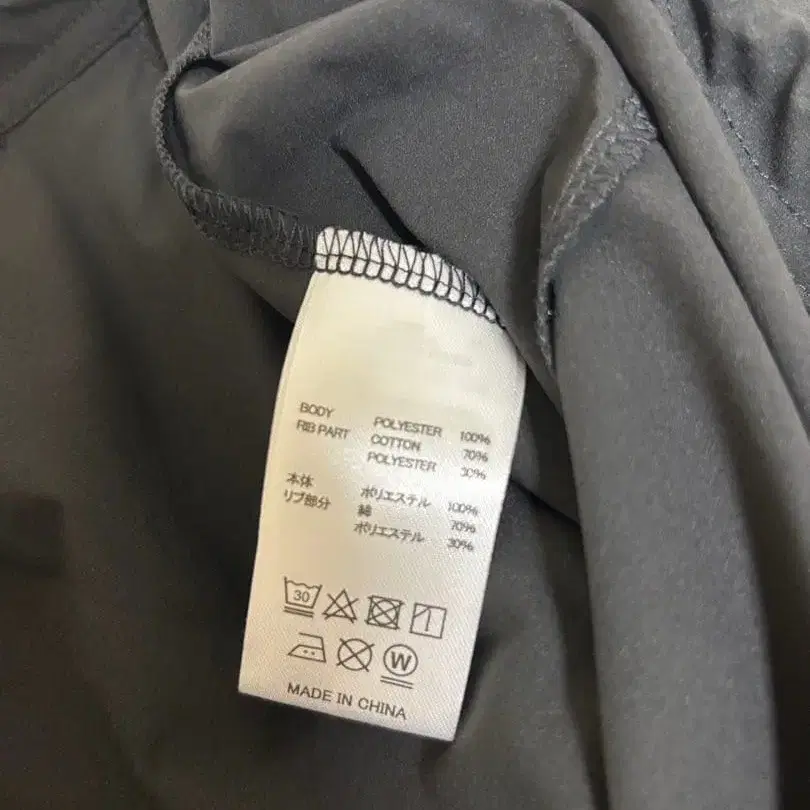 BODY POLYESTER 100%
RIB PART COTTON 70%
POLYESTER 30%
本体 ポリエステル 100%
リブ部分 綿 70%
ポリエステル 30%
30
W
MADE IN CHINA